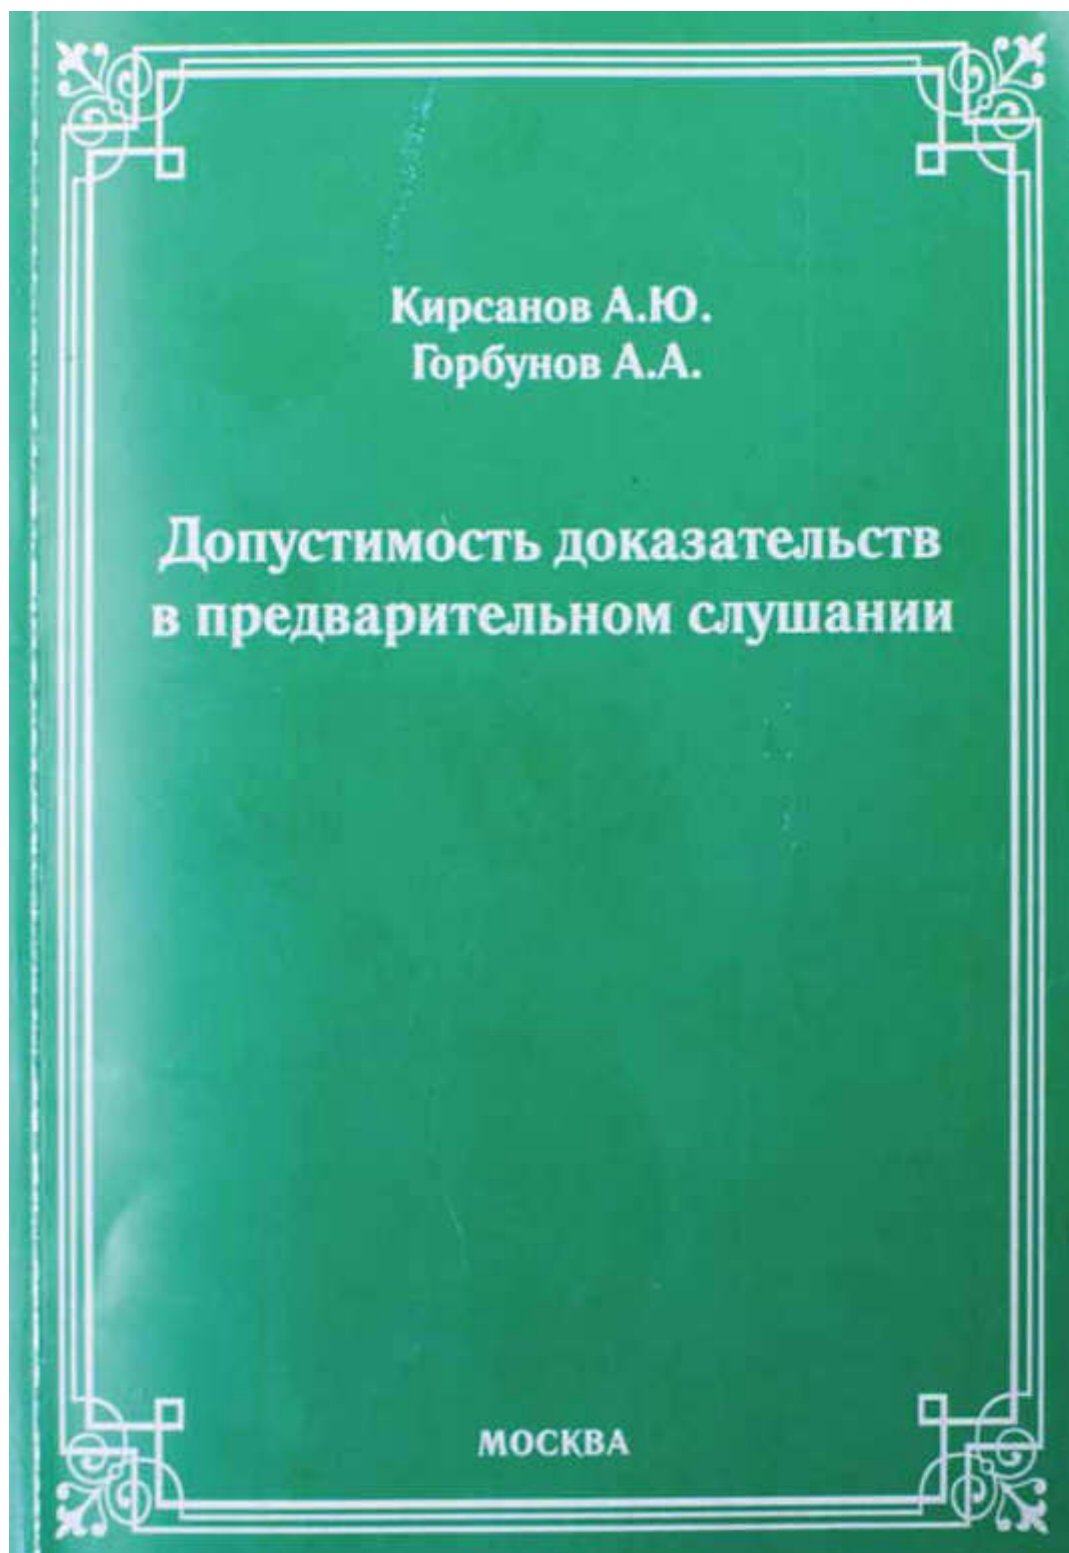 Кирсанов А.Ю.
Горбунов А.А.
Допустимость доказательств
в предварительном слушании
МОСКВА